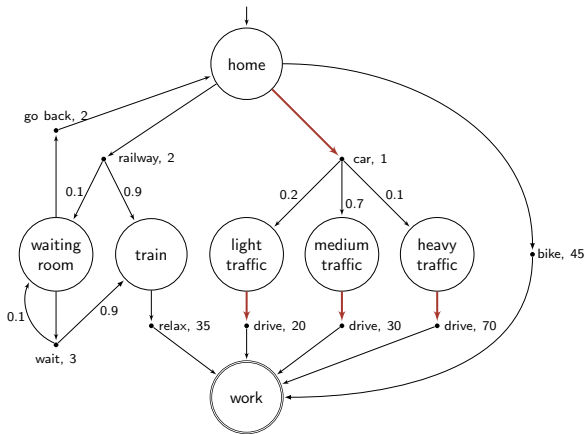 home
go back, 2
railway, 2
car, 1
0.1
0.9
0.2
0.7
0.1
waiting
room
train
light
traffic
medium
traffic
heavy
traffic
bike, 45
0.1
0.9
wait, 3
relax, 35
drive, 20
drive, 30
drive, 70
work